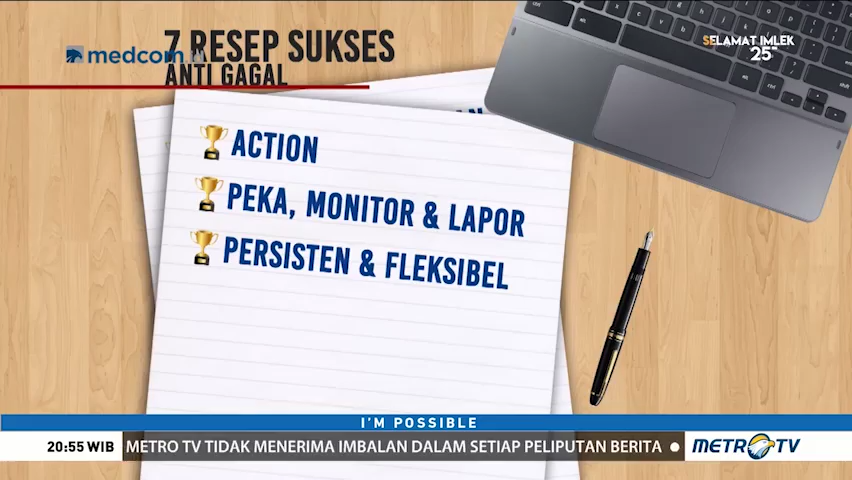 7 RESEP SUKSES
medcom.id
ANTI GAGAL
SELAMAT IMLEK
ACTION
PEKA, MONITOR & LAPOR
PERSISTEN & FLEKSIBEL
I'M POSSIBLE
20:55 WIB
METRO TV TIDAK MENERIMA IMBALAN DALAM SETIAP PELIPUTAN BERITA
METRO TV